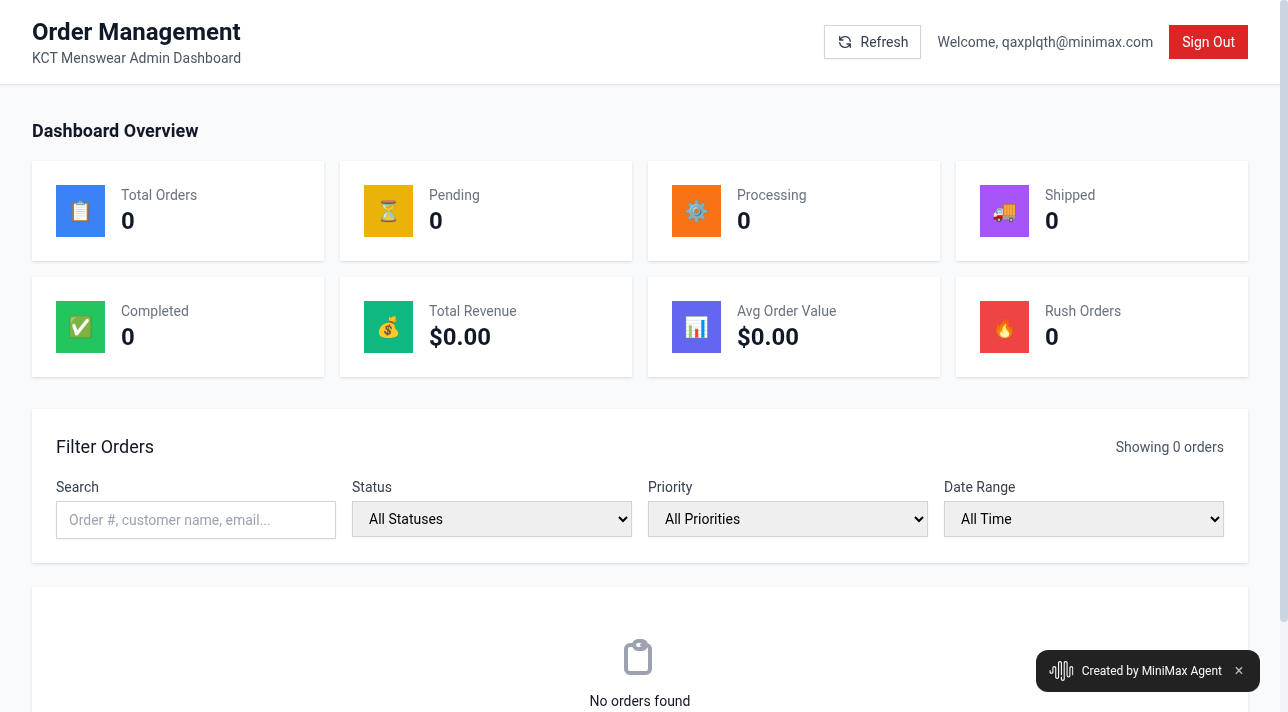 Order Management
KCT Menswear Admin Dashboard
Refresh
Welcome, qaxplqth@minimax.com
Sign Out
Dashboard Overview
Total Orders
0
Pending
0
Processing
0
Shipped
0
Completed
0
Total Revenue
$0.00
Avg Order Value
$0.00
Rush Orders
0
Filter Orders
Showing 0 orders
Search
Order #, customer name, email...
Status
All Statuses
Priority
All Priorities
Date Range
All Time
No orders found
Created by MiniMax Agent ×